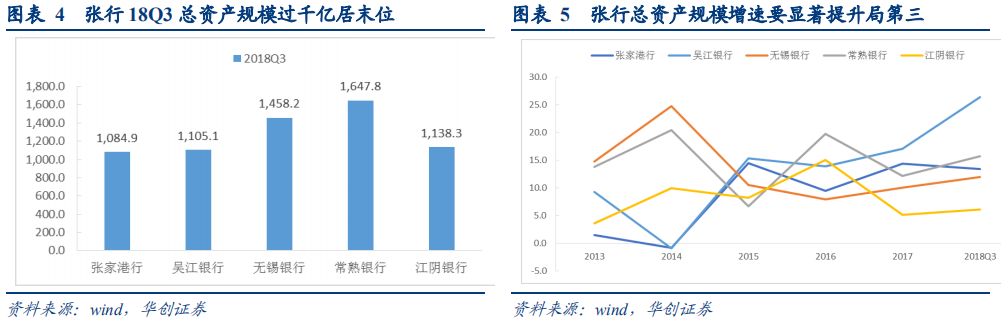 图表 4 张行 18Q3 总资产规模过千亿居末位
2018Q3
1,800.0
1,600.0
1,400.0
1,200.0
1,000.0
800.0
600.0
400.0
200.0
0.0
1,084.9
1,105.1
1,458.2
1,647.8
1,138.3
张家港行 吴江银行 无锡银行 常熟银行 江阴银行
资料来源：wind，华创证券
图表 5 张行总资产规模增速要显著提升局第三
张家港行 吴江银行 无锡银行 常熟银行 江阴银行
30.0
25.0
20.0
15.0
10.0
5.0
0.0
-5.0
2013 2014 2015 2016 2017 2018Q3
资料来源：wind，华创证券